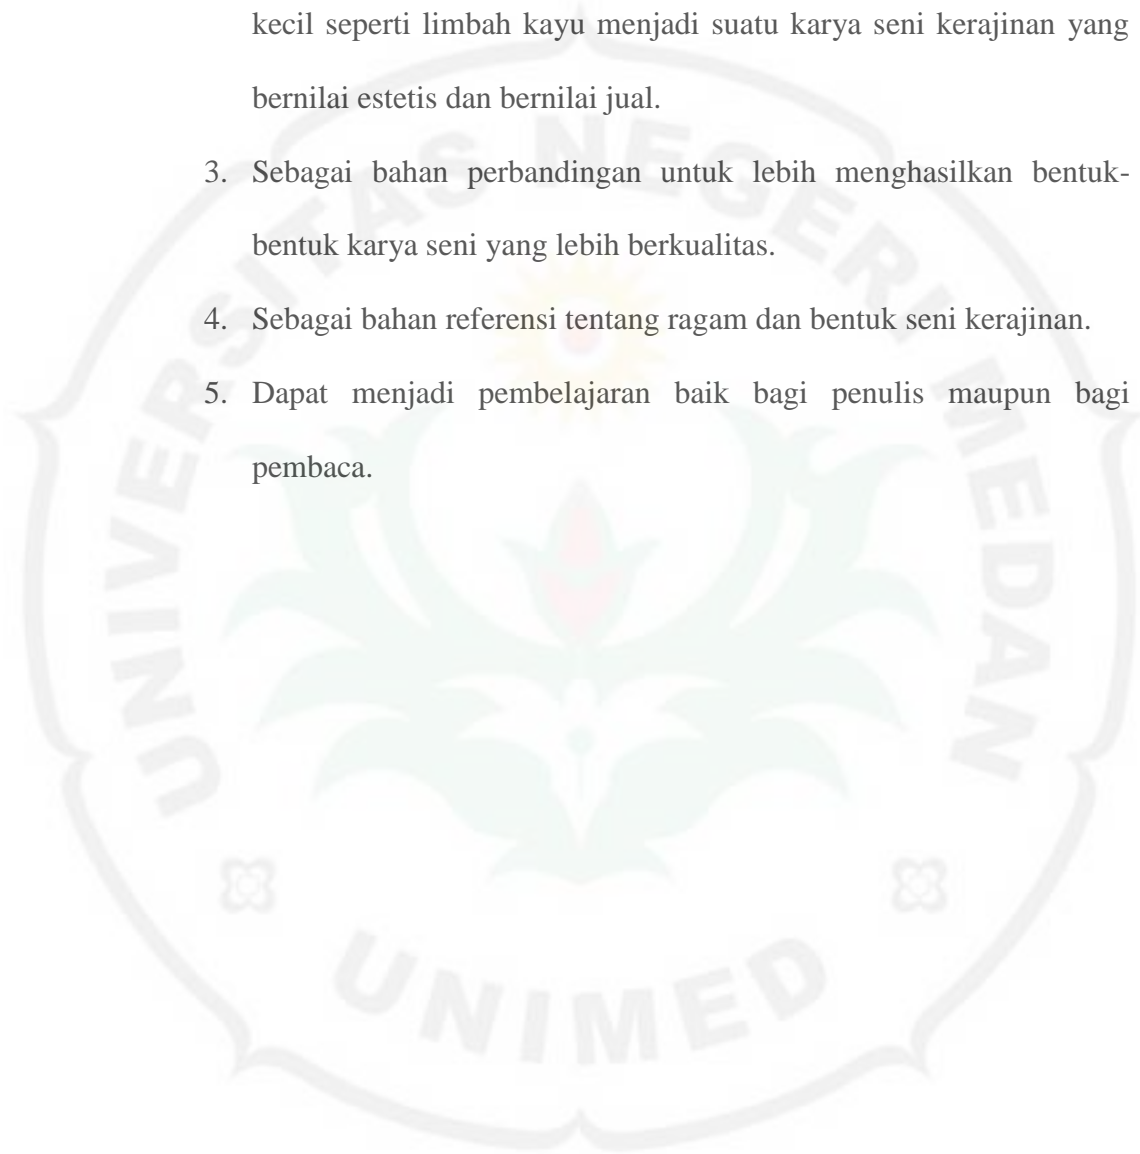 kecil seperti limbah kayu menjadi suatu karya seni kerajinan yang
bernilai estetis dan bernilai jual.
3. Sebagai bahan perbandingan untuk lebih menghasilkan bentuk-
bentuk karya seni yang lebih berkualitas.
4. Sebagai bahan referensi tentang ragam dan bentuk seni kerajinan.
5. Dapat menjadi pembelajaran baik bagi penulis maupun bagi
pembaca.
UNIVERSITAS NEGERI MEDAN
UNIMED